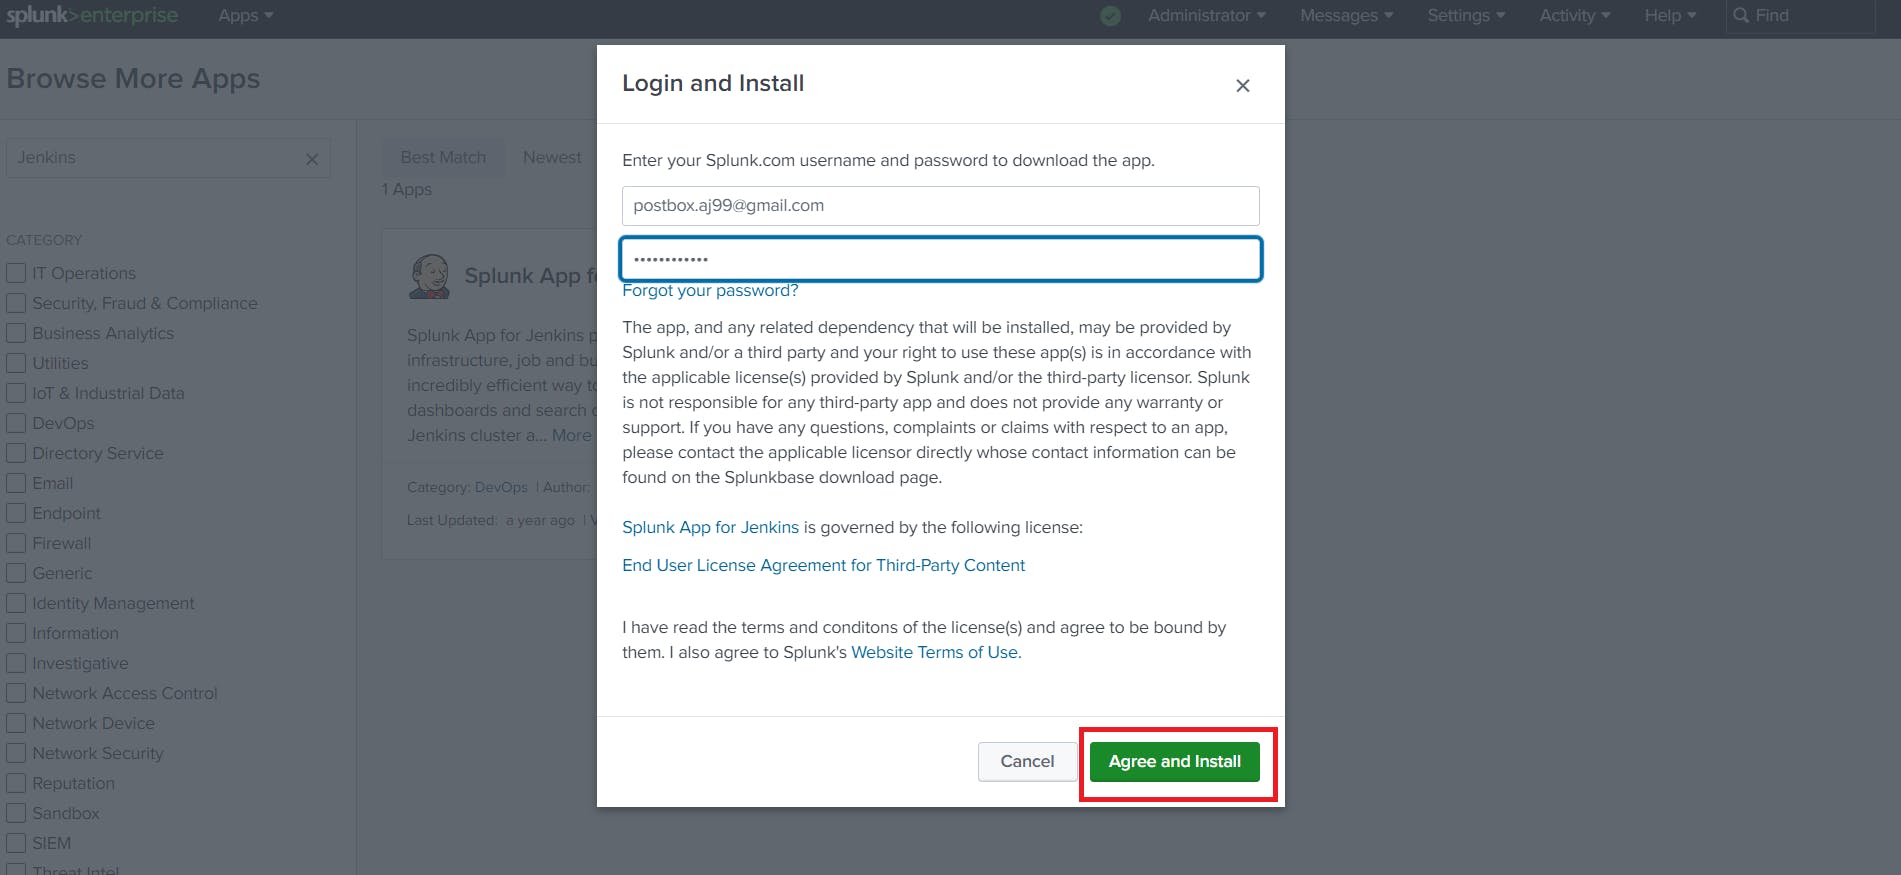 splunk>enterprise Apps Administrator Messages Settings Activity Help Find
Browse More Apps
Jenkins
CATEGORY
IT Operations
Security, Fraud & Compliance
Business Analytics
Utilities
IoT & Industrial Data
DevOps
Directory Service
Email
Endpoint
Firewall
Generic
Identity Management
Information
Investigative
Network Access Control
Network Device
Network Security
Reputation
Sandbox
SIEM
Threat Intel
Best Match Newest
1 Apps
Splunk App f
Splunk App for Jenkins p
infrastructure, job and bu
incredibly efficient way to
dashboards and search
Jenkins cluster a... More
Category: DevOps | Author:
Last Updated: a year ago | V
Login and Install
Enter your Splunk.com username and password to download the app.
postbox.aj99@gmail.com
••••••••••••
Forgot your password?
The app, and any related dependency that will be installed, may be provided by
Splunk and/or a third party and your right to use these app(s) is in accordance with
the applicable license(s) provided by Splunk and/or the third-party licensor. Splunk
is not responsible for any third-party app and does not provide any warranty or
support. If you have any questions, complaints or claims with respect to an app,
please contact the applicable licensor directly whose contact information can be
found on the Splunkbase download page.
Splunk App for Jenkins is governed by the following license:
End User License Agreement for Third-Party Content
I have read the terms and conditons of the license(s) and agree to be bound by
them. I also agree to Splunk's Website Terms of Use.
Cancel Agree and Install